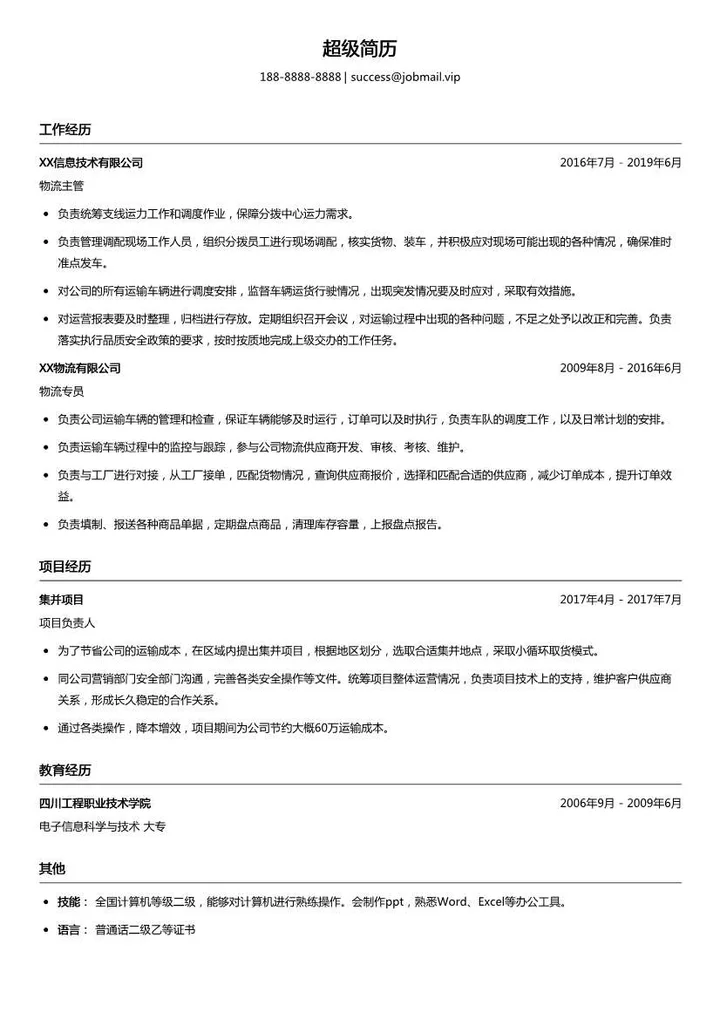 超级简历
188-8888-8888 | success@jobmail.vip
工作经历
XX信息技术有限公司 2016年7月 - 2019年6月
物流主管
• 负责统筹支线运力工作和调度作业，保障分拨中心运力需求。
• 负责管理调配现场工作人员，组织分拨员工进行现场调配，核实货物、装车，并积极应对现场可能出现的各种情况，确保准时
准点发车。
• 对公司的所有运输车辆进行调度安排，监督车辆运货行驶情况，出现突发情况要及时应对，采取有效措施。
• 对运营报表要及时整理，归档进行存放。定期组织召开会议，对运输过程中出现的各种问题，不足之处予以改正和完善。负责
落实执行品质安全政策的要求，按时按质地完成上级交办的工作任务。
XX物流有限公司 2009年8月 - 2016年6月
物流专员
• 负责公司运输车辆的管理和检查，保证车辆能够及时运行，订单可以及时执行，负责车队的调度工作，以及日常计划的安排。
• 负责运输车辆过程中的监控与跟踪，参与公司物流供应商开发、审核、考核、维护。
• 负责与工厂进行对接，从工厂接单，匹配货物情况，查询供应商报价，选择和匹配合适的供应商，减少订单成本，提升订单效
益。
• 负责填制、报送各种商品单据，定期盘点商品，清理库存容量，上报盘点报告。
项目经历
集并项目 2017年4月 - 2017年7月
项目负责人
• 为了节省公司的运输成本，在区域内提出集并项目，根据地区划分，选取合适集并地点，采取小循环取货模式。
• 同公司营销部门安全部门沟通，完善各类安全操作等文件。统筹项目整体运营情况，负责项目技术上的支持，维护客户供应商
关系，形成长久稳定的合作关系。
• 通过各类操作，降本增效，项目期间为公司节约大概60万运输成本。
教育经历
四川工程职业技术学院 2006年9月 - 2009年6月
电子信息科学与技术 大专
其他
• 技能： 全国计算机等级二级，能够对计算机进行熟练操作。会制作ppt，熟悉Word、Excel等办公工具。
• 语言： 普通话二级乙等证书